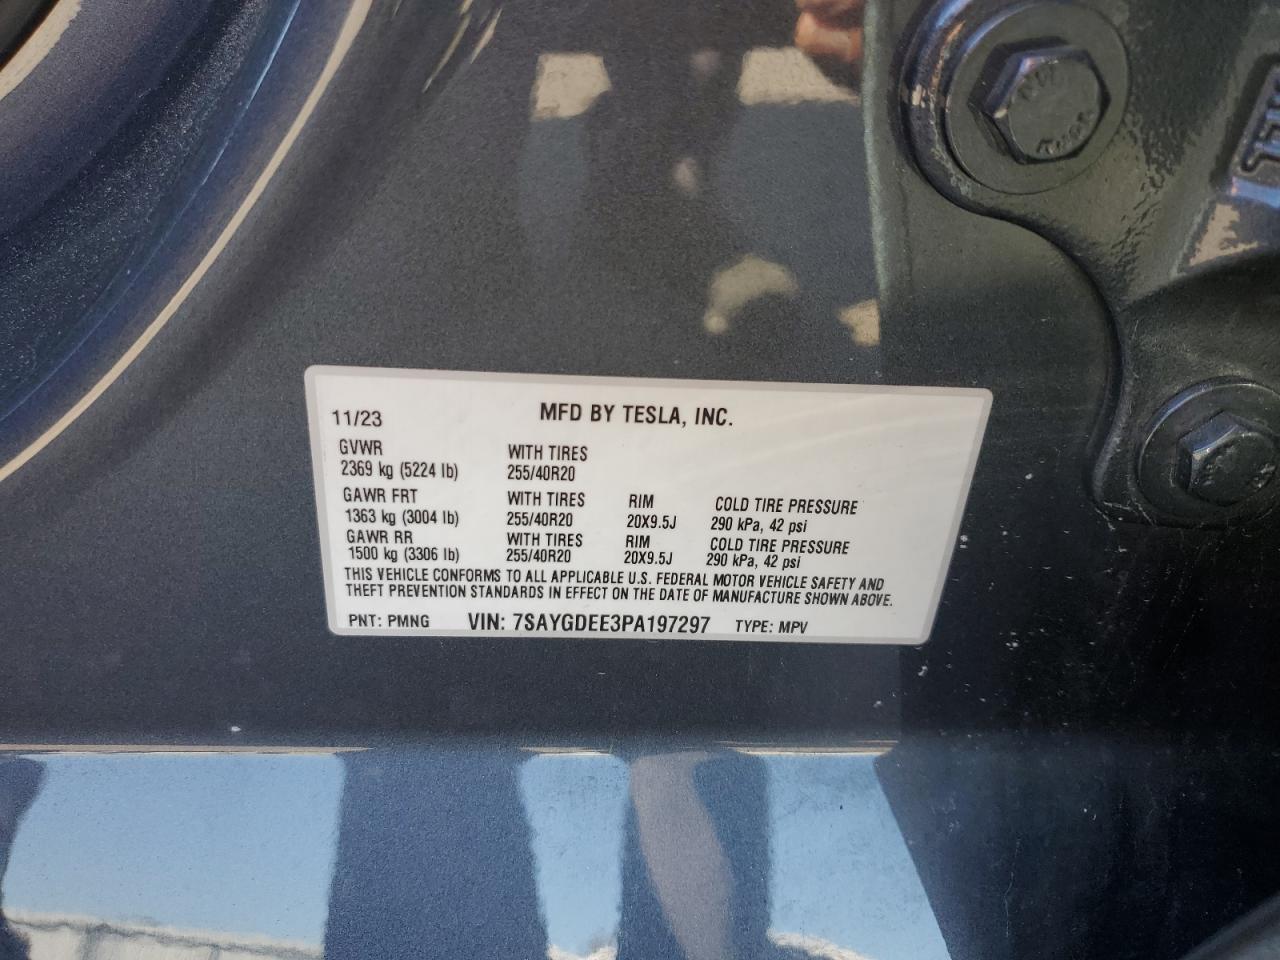 11/23 MFD BY TESLA, INC.
GVWR WITH TIRES
2369 kg (5224 lb) 255/40R20
GAWR FRT WITH TIRES RIM COLD TIRE PRESSURE
1363 kg (3004 lb) 255/40R20 20X9.5J 290 kPa, 42 psi
GAWR RR WITH TIRES RIM COLD TIRE PRESSURE
1500 kg (3306 lb) 255/40R20 20X9.5J 290 kPa, 42 psi
THIS VEHICLE CONFORMS TO ALL APPLICABLE U.S. FEDERAL MOTOR VEHICLE SAFETY AND
THEFT PREVENTION STANDARDS IN EFFECT ON THE DATE OF MANUFACTURE SHOWN ABOVE.
PNT: PMNG VIN: 7SAYGDEE3PA197297 TYPE: MPV